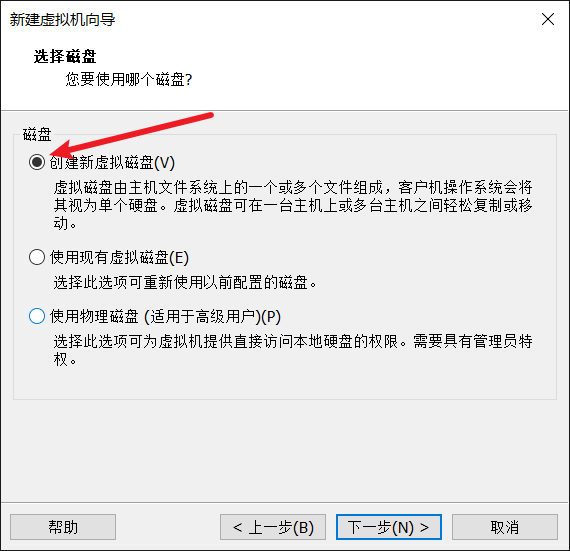 新建虚拟机向导
选择磁盘
您要使用哪个磁盘?
磁盘
创建新虚拟磁盘(V)
虚拟磁盘由主机文件系统上的一个或多个文件组成，客户机操作系统会将
其视为单个硬盘。虚拟磁盘可在一台主机上或多台主机之间轻松复制或移
动。
使用现有虚拟磁盘(E)
选择此选项可重新使用以前配置的磁盘。
使用物理磁盘 (适用于高级用户)(P)
选择此选项可为虚拟机提供直接访问本地硬盘的权限。需要具有管理员特
权。
帮助
< 上一步(B)
下一步(N) >
取消